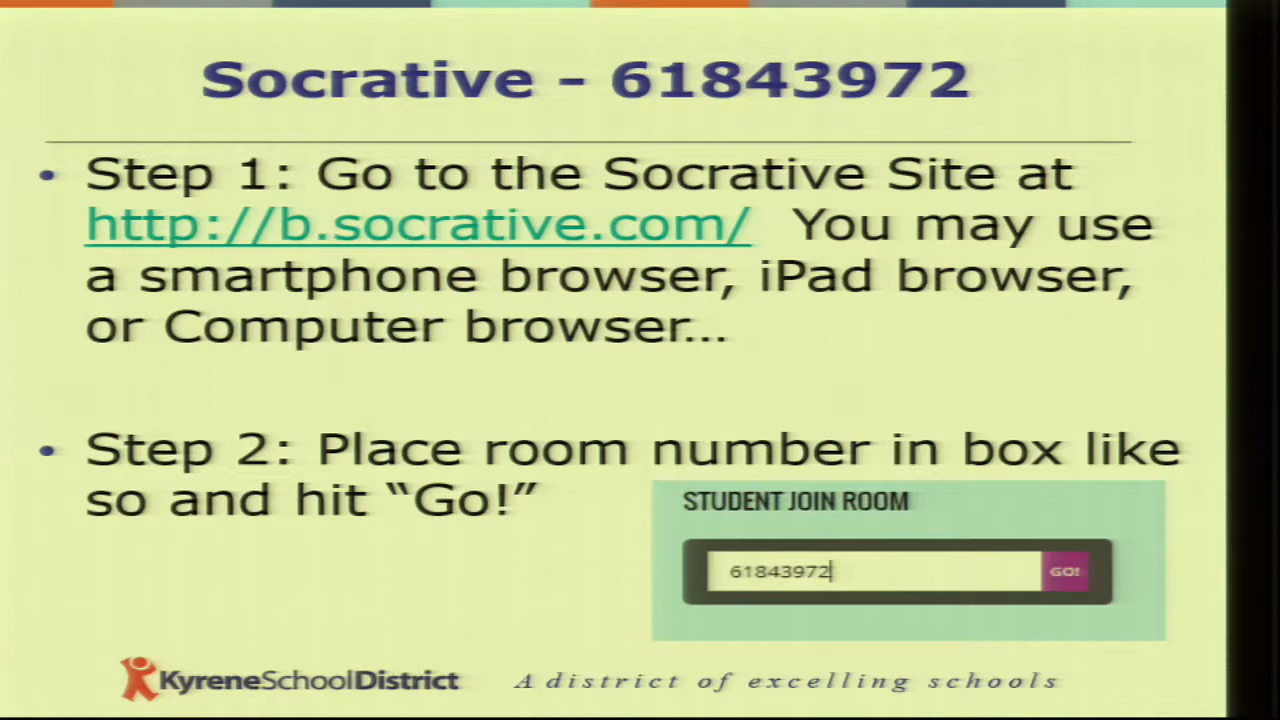 Socrative - 61843972
• Step 1: Go to the Socrative Site at
http://b.socrative.com/ You may use
a smartphone browser, iPad browser,
or Computer browser...
• Step 2: Place room number in box like
so and hit “Go!”
STUDENT JOIN ROOM
61843972 GO!
KyreneSchoolDistrict A district of excelling schools